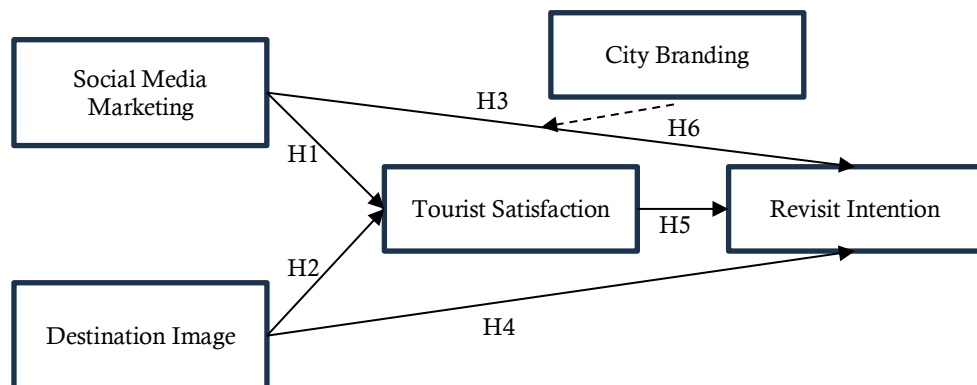 City Branding
Social Media
Marketing
H3
H6
H1
Tourist Satisfaction
Revisit Intention
H5
H2
H4
Destination Image